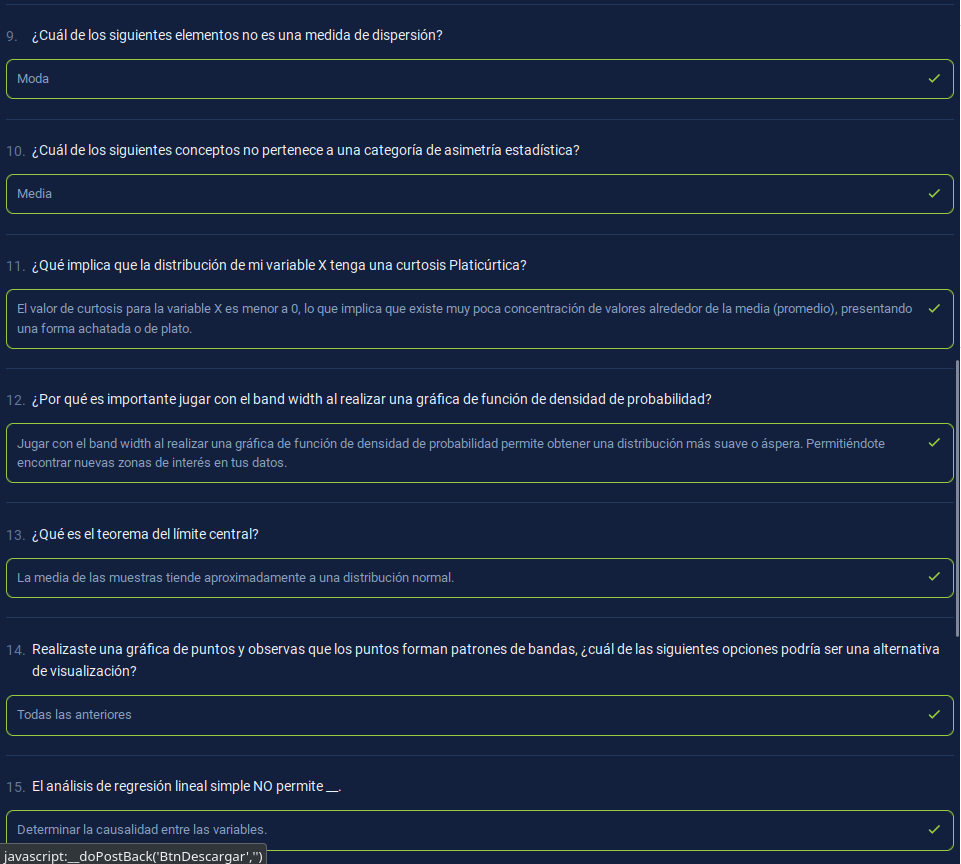 9. ¿Cuál de los siguientes elementos no es una medida de dispersión?
Moda
10. ¿Cuál de los siguientes conceptos no pertenece a una categoría de asimetría estadística?
Media
11. ¿Qué implica que la distribución de mi variable X tenga una curtosis Platicúrtica?
El valor de curtosis para la variable X es menor a 0, lo que implica que existe muy poca concentración de valores alrededor de la media (promedio), presentando
una forma achatada o de plato.
12. ¿Por qué es importante jugar con el band width al realizar una gráfica de función de densidad de probabilidad?
Jugar con el band width al realizar una gráfica de función de densidad de probabilidad permite obtener una distribución más suave o áspera. Permitiéndote
encontrar nuevas zonas de interés en tus datos.
13. ¿Qué es el teorema del límite central?
La media de las muestras tiende aproximadamente a una distribución normal.
14. Realizaste una gráfica de puntos y observas que los puntos forman patrones de bandas, ¿cuál de las siguientes opciones podría ser una alternativa
de visualización?
Todas las anteriores
15. El análisis de regresión lineal simple NO permite __.
Determinar la causalidad entre las variables.
javascript:__doPostBack('BtnDescargar','')